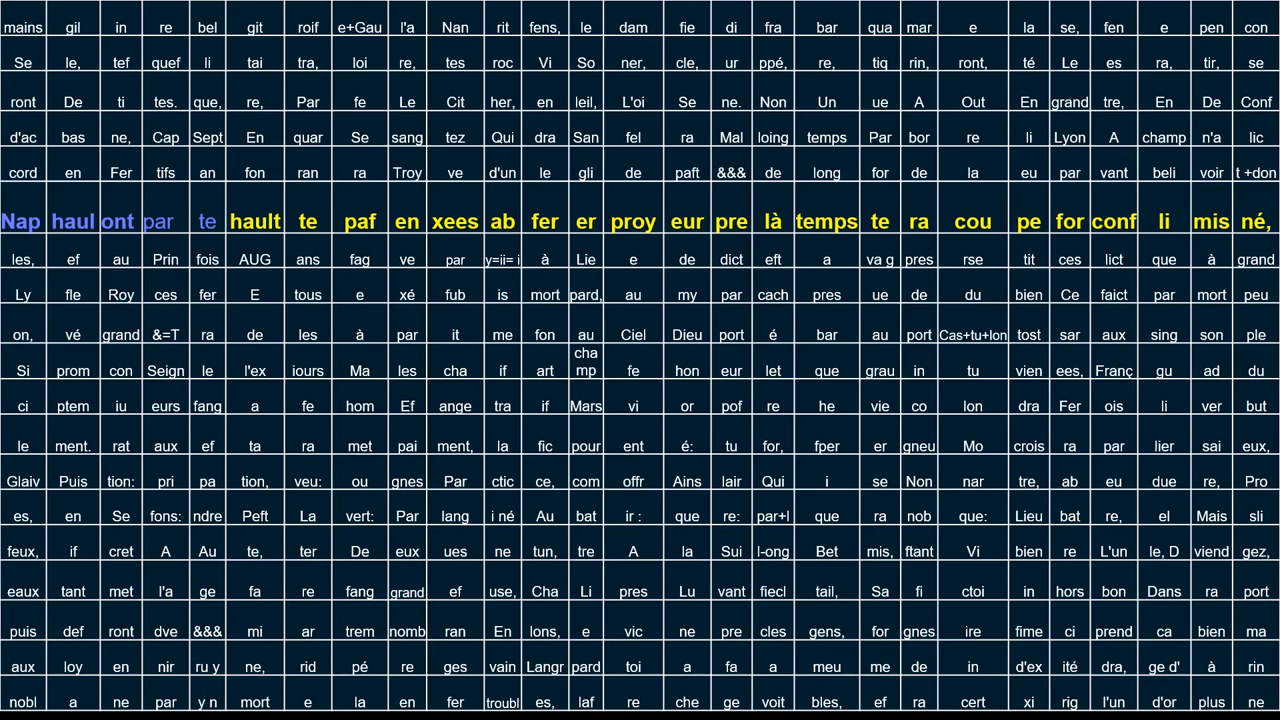 mains gil in re bel git roif e+Gau l'a Nan rit fens, le dam fie di fra bar qua mar e la se, fen e pen con
Se le, tef quef li tai tra, loi re, tes roc Vi So ner, cle, ur ppé, re, tiq rin, ront, té Le es ra, tir, se
ront De ti tes. que, re, Par fe Le Cit her, en leil, L'oi Se ne. Non Un ue A Out En grand tre, En De Conf
d'ac bas ne, Cap Sept En quar Se sang tez Qui dra San fel ra Mal loing temps Par bor re li Lyon A champ n'a lic
cord en Fer tifs an fon ran ra Troy ve d'un le gli de paft &&& de long for de la eu par vant beli voir t +don
Nap haul ont par te hault te paf en xees ab fer er proy eur pre là temps te ra cou pe for conf li mis né,
les, ef au Prin fois AUG ans fag ve par y=ii= i à Lie e de dict eft a va g pres rse tit ces lict que à grand
Ly fle Roy ces fer E tous e xé fub is mort pard, au my par cach pres ue de du bien Ce faict par mort peu
on, vé grand &=T ra de les à par it me fon au Ciel Dieu port é bar au port Cas+tu+lon tost sar aux sing son ple
Si prom con Seign le l'ex iours Ma les cha if art cha mp fe hon eur let que grau in tu vien ees, Franç gu ad du
ci ptem iu eurs fang a fe hom Ef ange tra if Mars vi or pof re he vie co lon dra Fer ois li ver but
le ment. rat aux ef ta ra met pai ment, la fic pour ent é: tu for, fper er gneu Mo crois ra par lier sai eux,
Glaiv Puis tion: pri pa tion, veu: ou gnes Par ctic ce, com offr Ains lair Qui i se Non nar tre, ab eu due re, Pro
es, en Se fons: ndre Peft La vert: Par lang i né Au bat ir : que re: par+l que ra nob que: Lieu bat re, el Mais sli
feux, if cret A Au te, ter De eux ues ne tun, tre A la Sui l-ong Bet mis, ftant Vi bien re L'un le, D viend gez,
eaux tant met l'a ge fa re fang grand ef use, Cha Li pres Lu vant fiecl tail, Sa fi ctoi in hors bon Dans ra port
puis def ront dve &&& mi ar trem nomb ran En lons, e vic ne pre cles gens, for gnes ire fime ci prend ca bien ma
aux loy en nir ru y ne, rid pé re ges vain Langr pard toi a fa a meu me de in d'ex ité dra, ge d' à rin
nobl a ne par y n mort e la en fer troubl es, laf re che ge voit bles, ef ra cert xi rig l'un d'or plus ne